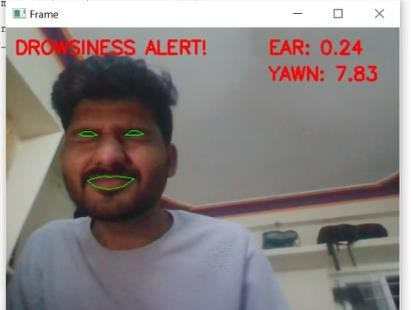 Frame
DROWSINESS ALERT!
EAR: 0.24
YAWN: 7.83